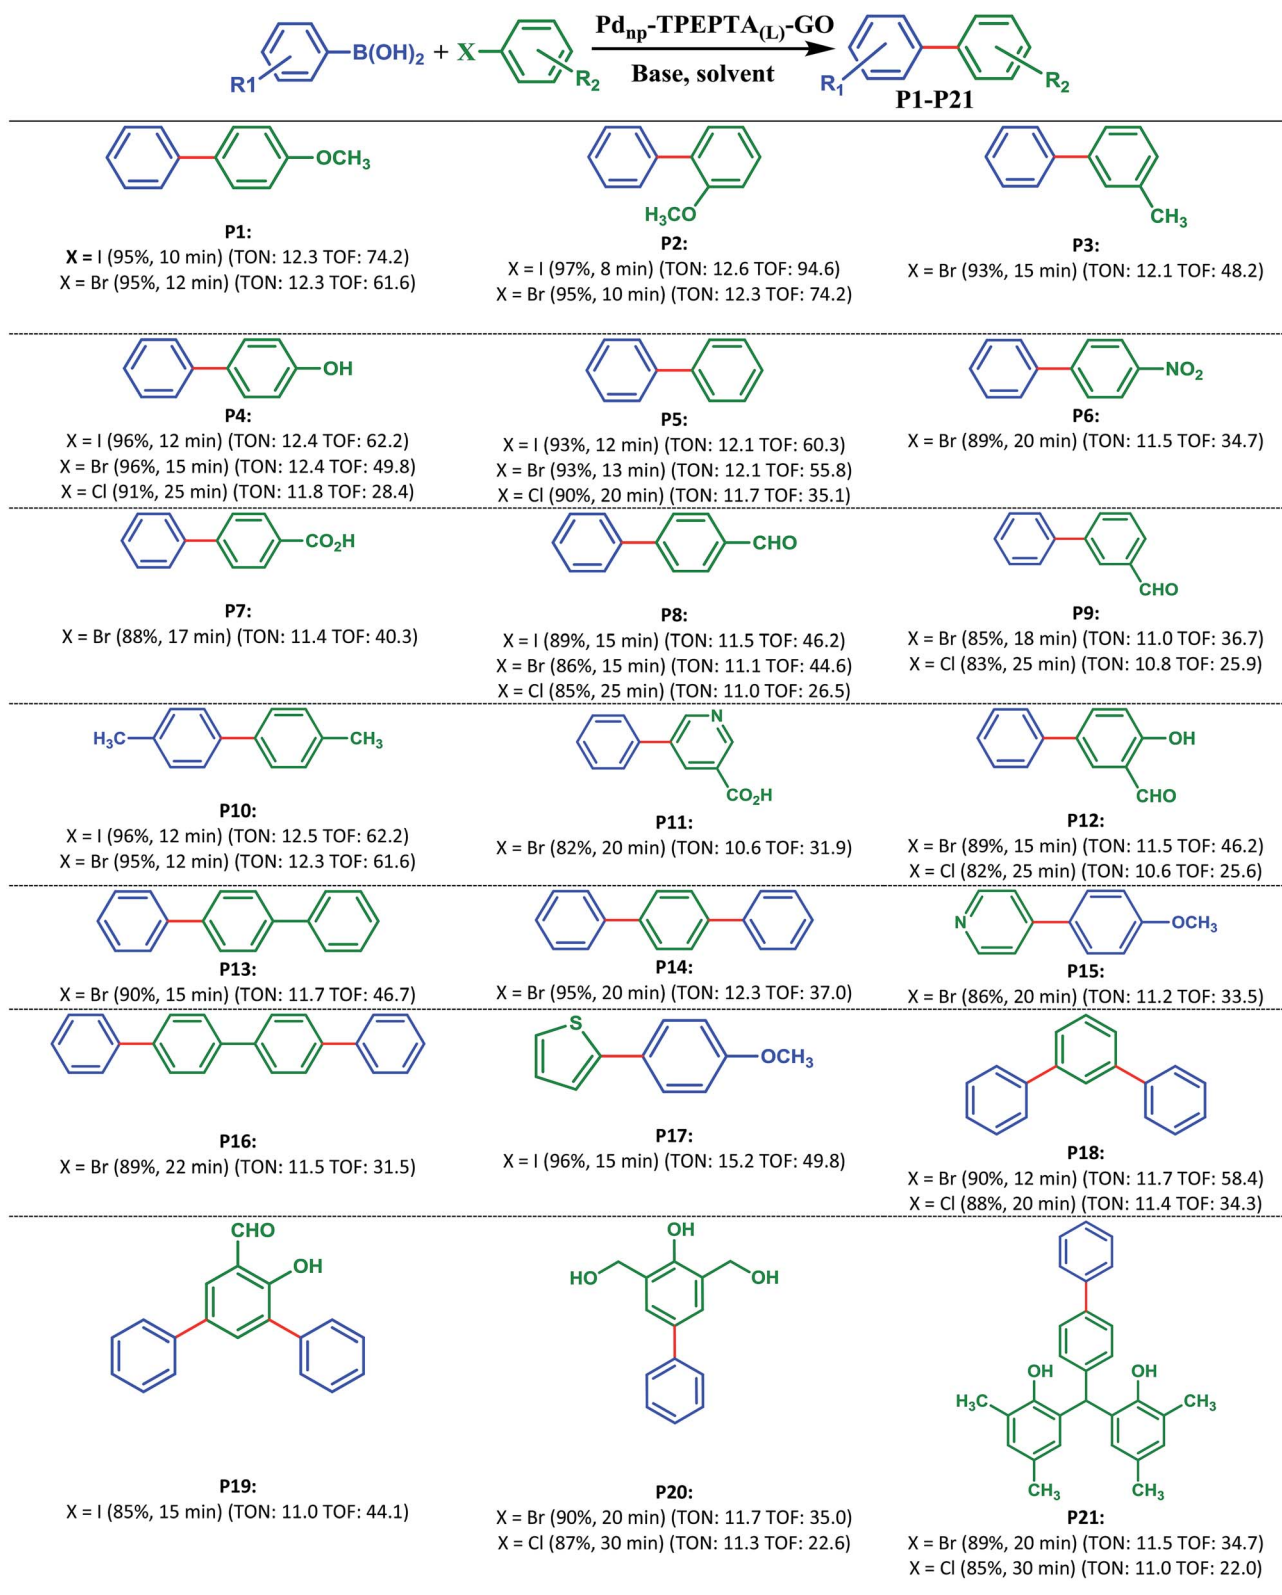 R1
B(OH)2 + X
R2
Pdnp-TPEPTA(L)-GO
Base, solvent
R1
R2
P1-P21
OCH3
P1:
X = I (95%, 10 min) (TON: 12.3 TOF: 74.2)
X = Br (95%, 12 min) (TON: 12.3 TOF: 61.6)
H3CO
P2:
X = I (97%, 8 min) (TON: 12.6 TOF: 94.6)
X = Br (95%, 10 min) (TON: 12.3 TOF: 74.2)
CH3
P3:
X = Br (93%, 15 min) (TON: 12.1 TOF: 48.2)
OH
P4:
X = I (96%, 12 min) (TON: 12.4 TOF: 62.2)
X = Br (96%, 15 min) (TON: 12.4 TOF: 49.8)
X = Cl (91%, 25 min) (TON: 11.8 TOF: 28.4)
P5:
X = I (93%, 12 min) (TON: 12.1 TOF: 60.3)
X = Br (93%, 13 min) (TON: 12.1 TOF: 55.8)
X = Cl (90%, 20 min) (TON: 11.7 TOF: 35.1)
NO2
P6:
X = Br (89%, 20 min) (TON: 11.5 TOF: 34.7)
CO2H
P7:
X = Br (88%, 17 min) (TON: 11.4 TOF: 40.3)
CHO
P8:
X = I (89%, 15 min) (TON: 11.5 TOF: 46.2)
X = Br (86%, 15 min) (TON: 11.1 TOF: 44.6)
X = Cl (85%, 25 min) (TON: 11.0 TOF: 26.5)
CHO
P9:
X = Br (85%, 18 min) (TON: 11.0 TOF: 36.7)
X = Cl (83%, 25 min) (TON: 10.8 TOF: 25.9)
H3C
CH3
P10:
X = I (96%, 12 min) (TON: 12.5 TOF: 62.2)
X = Br (95%, 12 min) (TON: 12.3 TOF: 61.6)
N
CO2H
P11:
X = Br (82%, 20 min) (TON: 10.6 TOF: 31.9)
OH
CHO
P12:
X = Br (89%, 15 min) (TON: 11.5 TOF: 46.2)
X = Cl (82%, 25 min) (TON: 10.6 TOF: 25.6)
P13:
X = Br (90%, 15 min) (TON: 11.7 TOF: 46.7)
P14:
X = Br (95%, 20 min) (TON: 12.3 TOF: 37.0)
N
OCH3
P15:
X = Br (86%, 20 min) (TON: 11.2 TOF: 33.5)
P16:
X = Br (89%, 22 min) (TON: 11.5 TOF: 31.5)
S
OCH3
P17:
X = I (96%, 15 min) (TON: 15.2 TOF: 49.8)
P18:
X = Br (90%, 12 min) (TON: 11.7 TOF: 58.4)
X = Cl (88%, 20 min) (TON: 11.4 TOF: 34.3)
CHO
OH
P19:
X = I (85%, 15 min) (TON: 11.0 TOF: 44.1)
OH
HO
OH
P20:
X = Br (90%, 20 min) (TON: 11.7 TOF: 35.0)
X = Cl (87%, 30 min) (TON: 11.3 TOF: 22.6)
OH
OH
H3C
CH3
CH3
CH3
P21:
X = Br (89%, 20 min) (TON: 11.5 TOF: 34.7)
X = Cl (85%, 30 min) (TON: 11.0 TOF: 22.0)